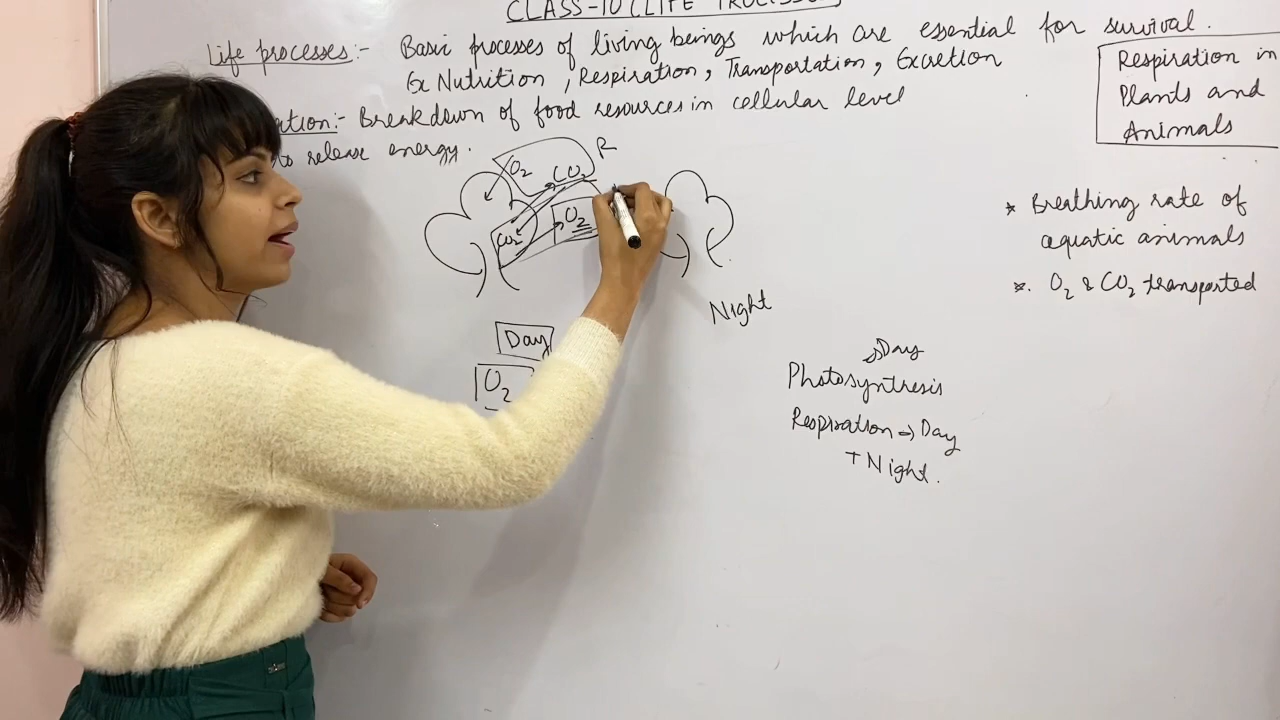 CLASS-10 (LIFE PROCESSES)
Life processes:- Basic processes of living beings which are essential for survival.
Ex Nutrition, Respiration, Transportation, Excretion
ation:- Breakdown of food resources in cellular level
to release energy.
Respiration in
Plants and
Animals
O2 CO2 R
CO2 O2
* Breathing rate of
aquatic animals
*. O2 & CO2 transported
Night
Day
O2
Day
Photosynthesis
Respiration → Day
+ Night.